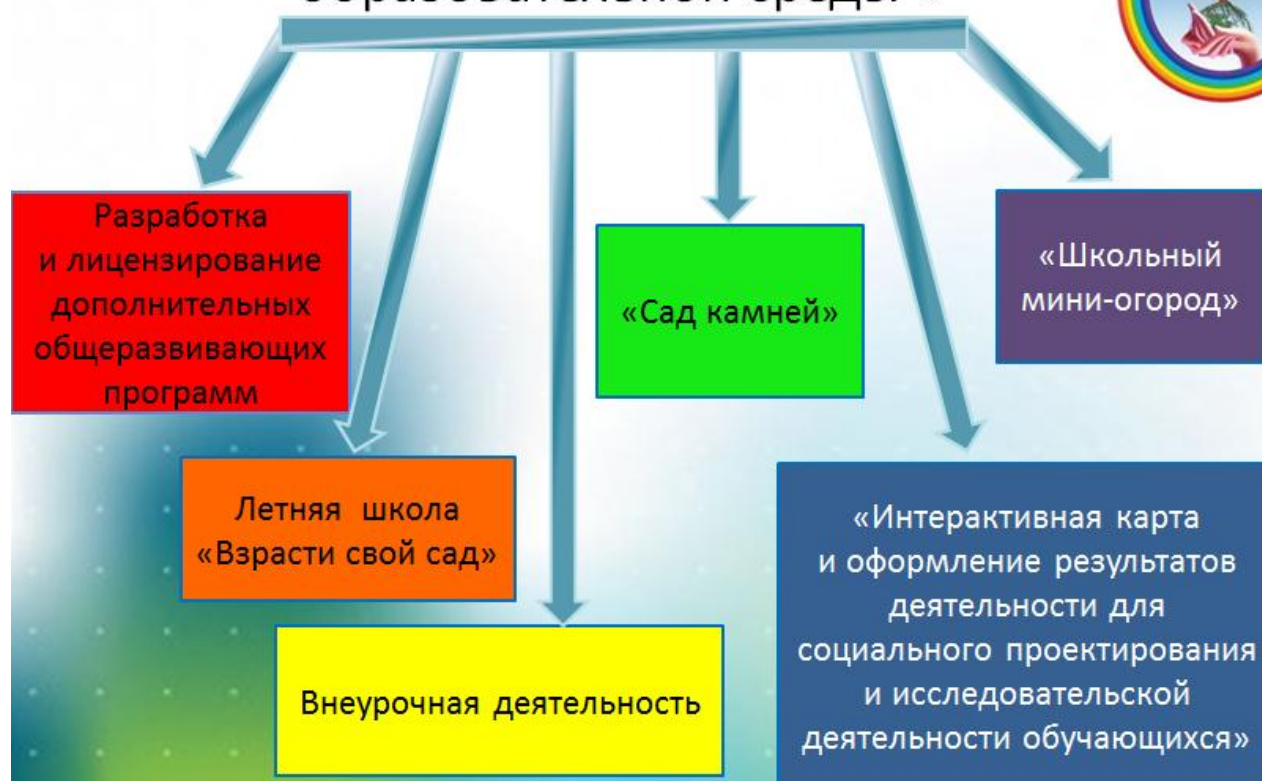 образовательной среды»
Разработка
и лицензирование
дополнительных
общеразвивающих
программ
«Сад камней»
«Школьный
мини-огород»
Летняя школа
«Взрасти свой сад»
Внеурочная деятельность
«Интерактивная карта
и оформление результатов
деятельности для
социального проектирования
и исследовательской
деятельности обучающихся»